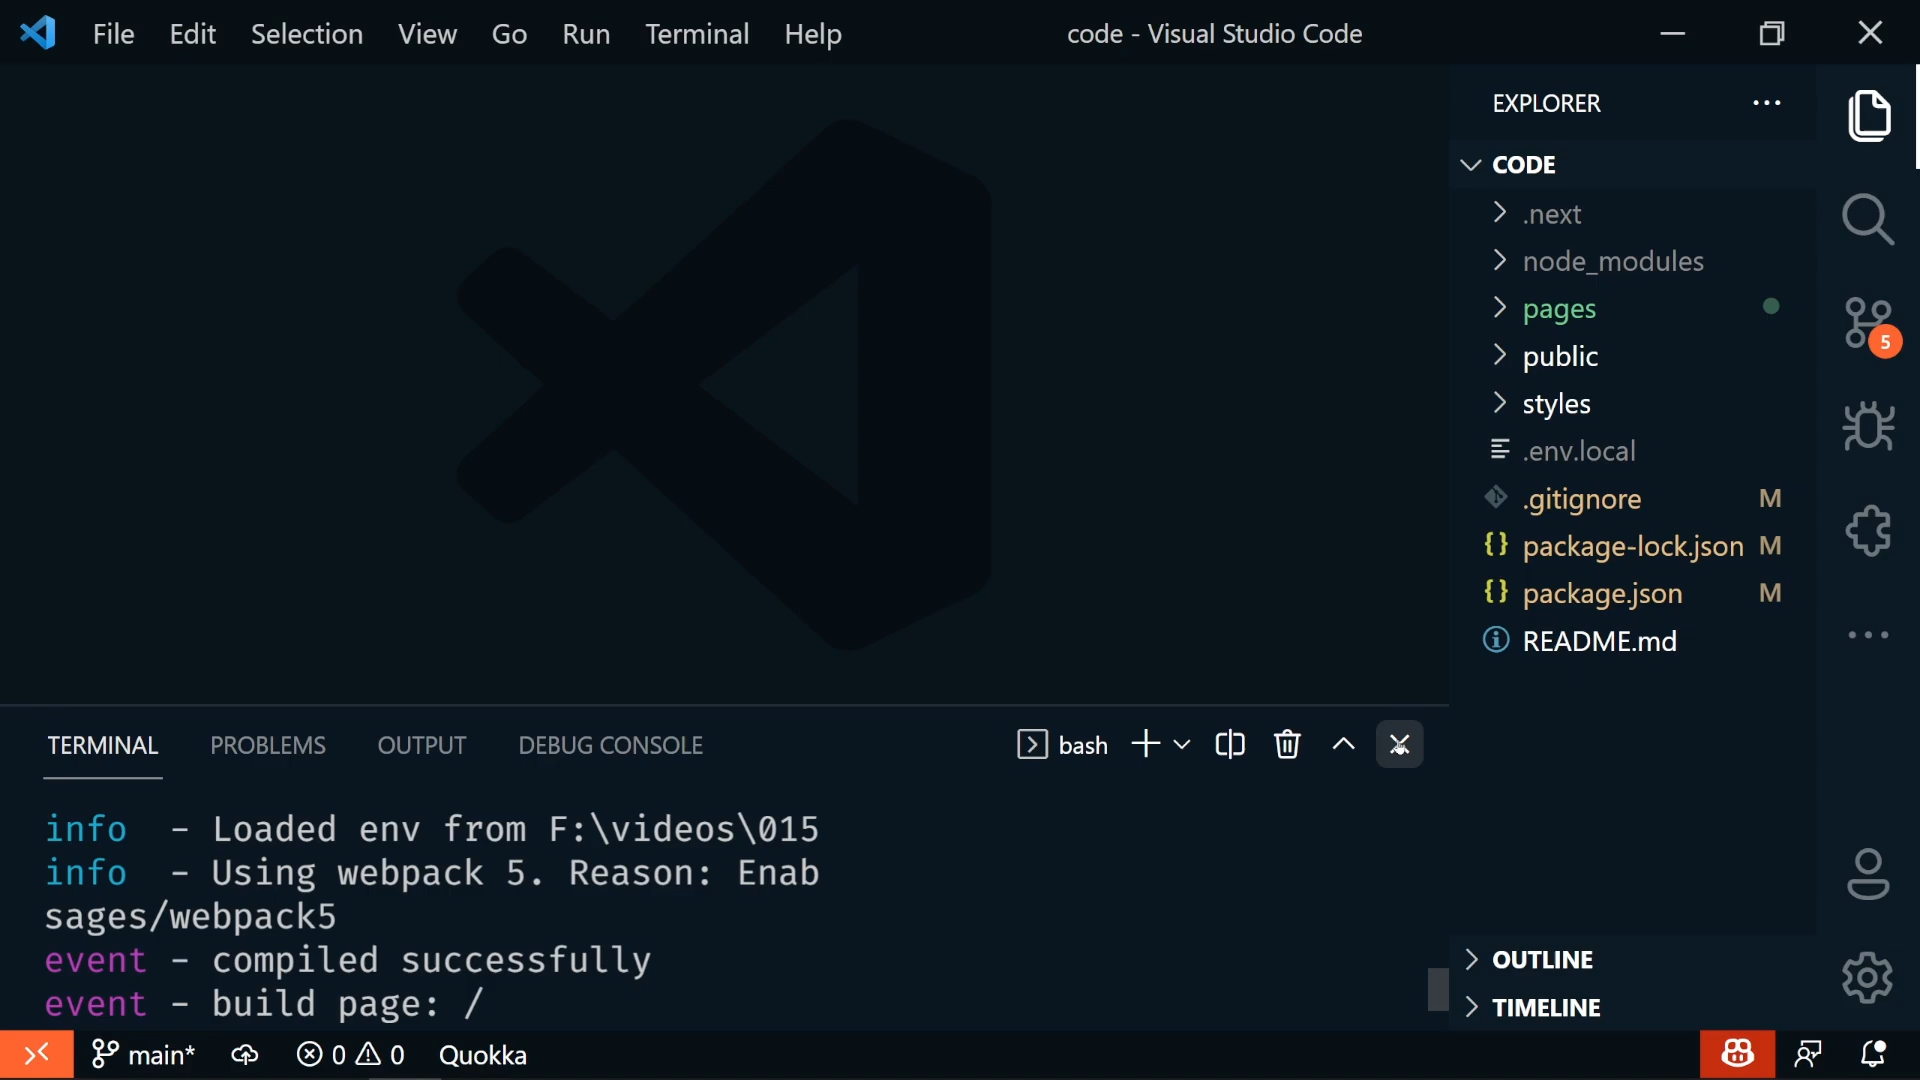 File Edit Selection View Go Run Terminal Help code - Visual Studio Code
EXPLORER
CODE
.next
node_modules
pages
public
styles
.env.local
.gitignore M
package-lock.json M
package.json M
README.md
5
TERMINAL PROBLEMS OUTPUT DEBUG CONSOLE bash
info - Loaded env from F:\videos\015
info - Using webpack 5. Reason: Enab
sages/webpack5
event - compiled successfully
event - build page: /
OUTLINE
TIMELINE
main* 0 0 Quokka